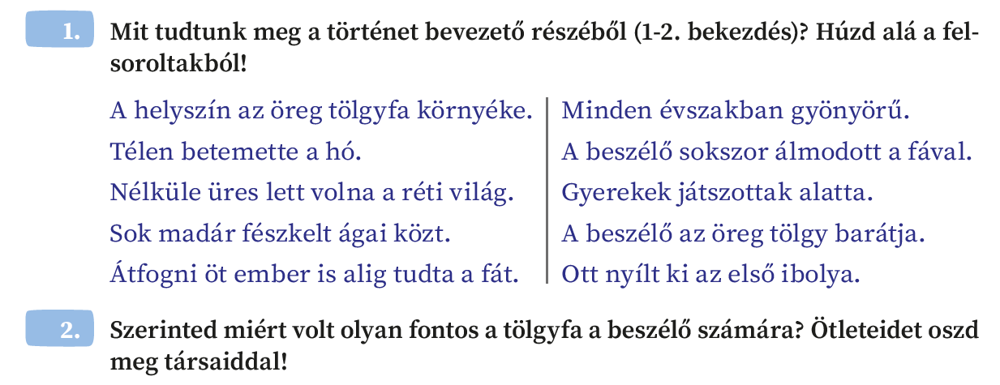 1.
Mit tudtunk meg a történet bevezető részéből (1-2. bekezdés)? Húzd alá a fel-
soroltakból!
A helyszín az öreg tölgyfa környéke.
Télen betemette a hó.
Nélküle üres lett volna a réti világ.
Sok madár fészkelt ágai közt.
Átfogni öt ember is alig tudta a fát.
Minden évszakban gyönyörű.
A beszélő sokszor álmodott a fával.
Gyerekek játszottak alatta.
A beszélő az öreg tölgy barátja.
Ott nyílt ki az első ibolya.
2.
Szerinted miért volt olyan fontos a tölgyfa a beszélő számára? Ötleteidet oszd
meg társaiddal!